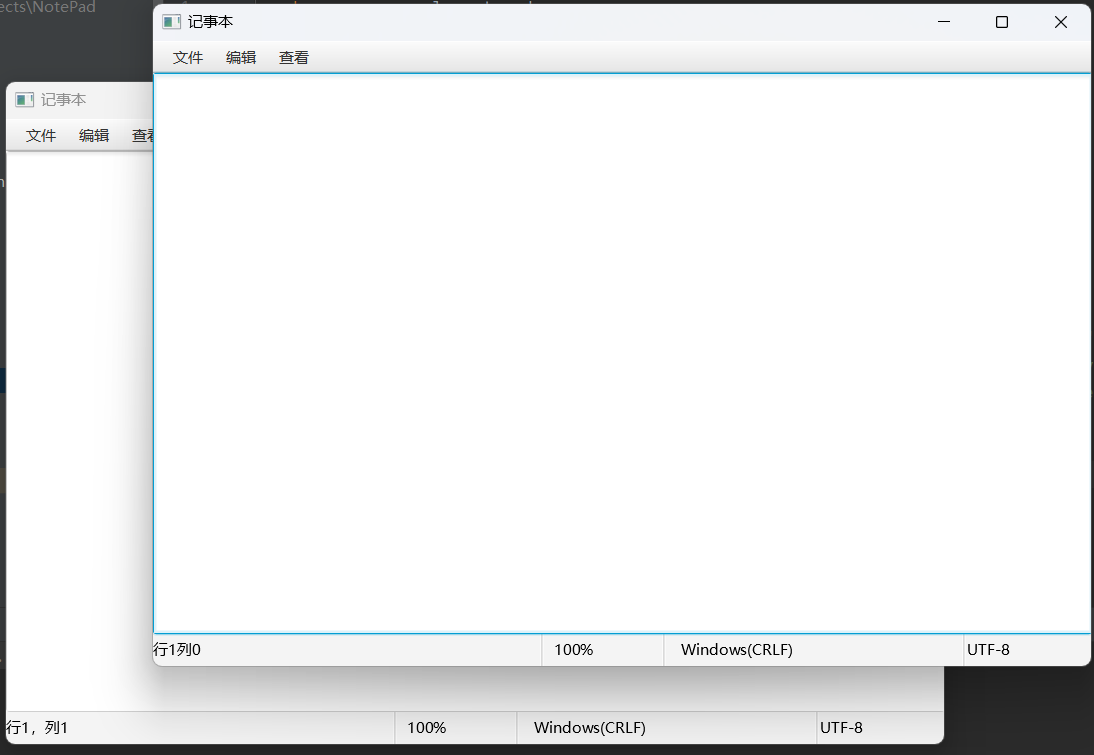 ects\NotePad
记事本
文件 编辑 查看
记事本
文件 编辑 查看
行1列0 100% Windows(CRLF) UTF-8
行1，列1 100% Windows(CRLF) UTF-8